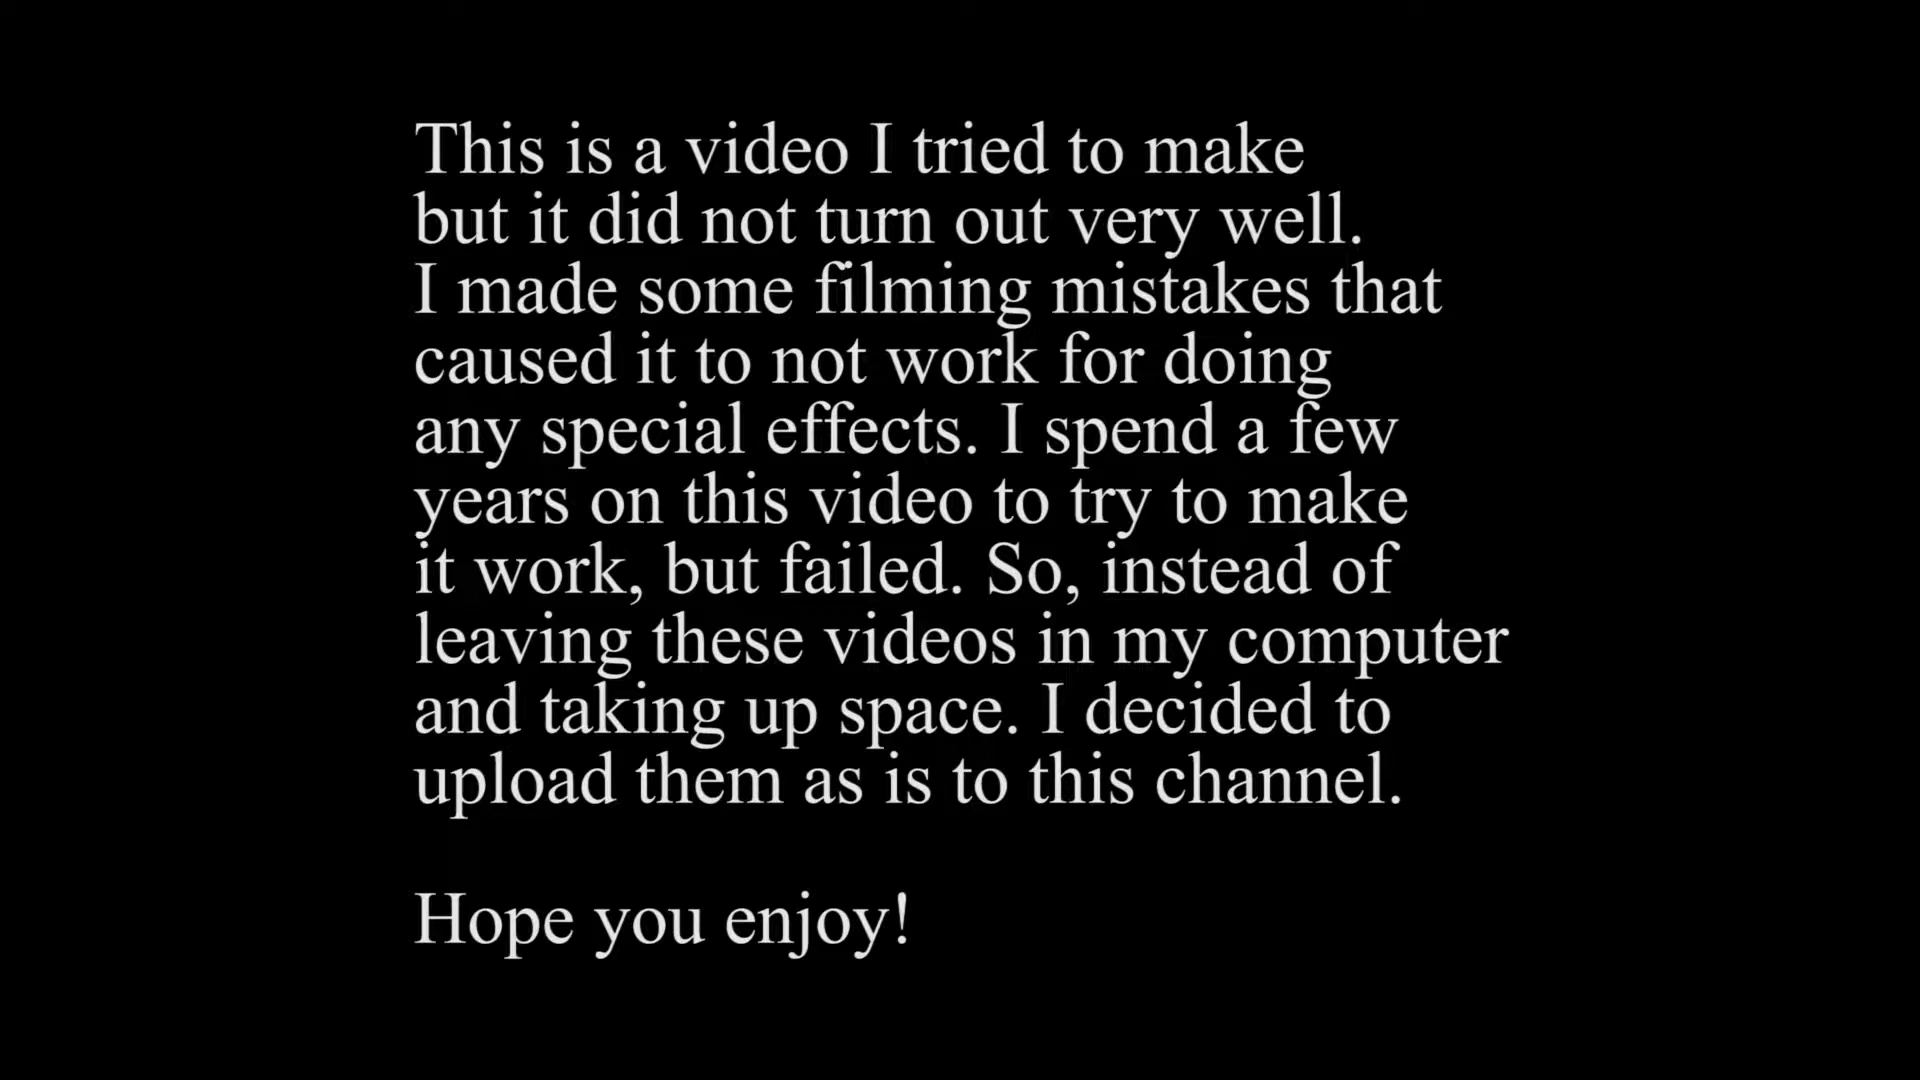 This is a video I tried to make
but it did not turn out very well.
I made some filming mistakes that
caused it to not work for doing
any special effects. I spend a few
years on this video to try to make
it work, but failed. So, instead of
leaving these videos in my computer
and taking up space. I decided to
upload them as is to this channel.
Hope you enjoy!